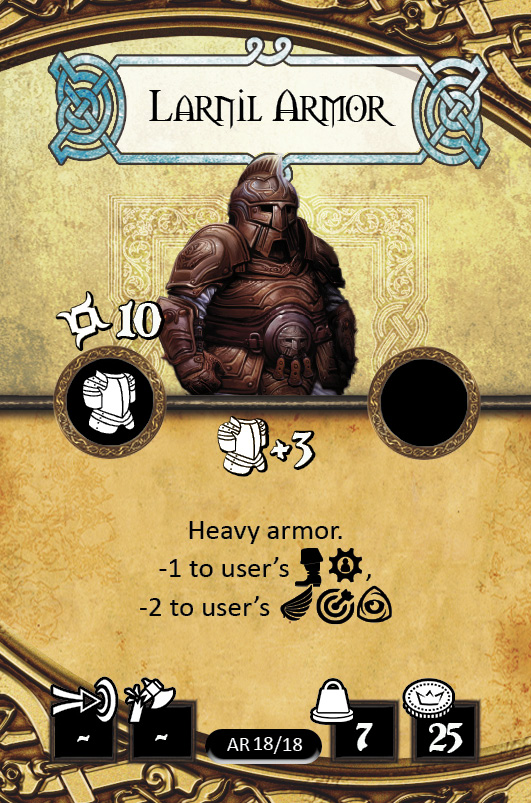 Larnil Armor
10
+3
Heavy armor.
-1 to user's ,
-2 to user's
~ ~ AR 18/18 7 25